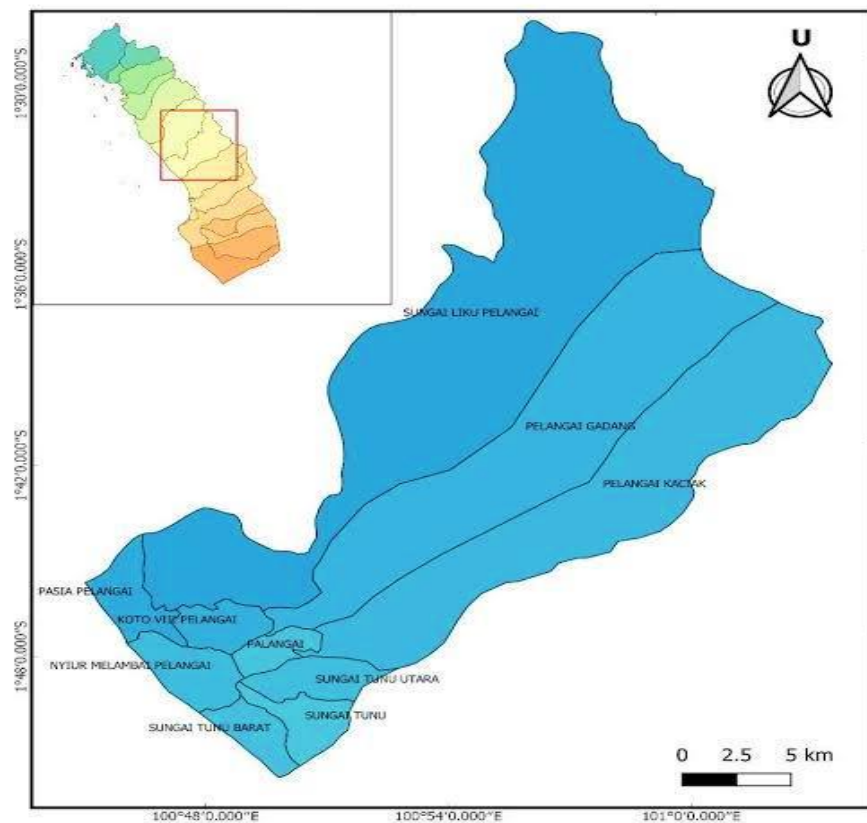 U
1°30'0.000"S
1°36'0.000"S
SUNGAI LIKU PELANGAI
PELANGAI GADANG
1°42'0.000"S
PELANGAI KACIAK
PASIA PELANGAI
KOTO VIII PELANGAI
PALANGAI
1°48'0.000"S
NYIUR MELAMBAI PELANGAI
SUNGAI TUNU UTARA
SUNGAI TUNU
SUNGAI TUNU BARAT
0 2.5 5 km
100°48'0.000"E 100°54'0.000"E 101°0'0.000"E